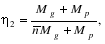 η₂ = (M_g + M_p) / (n̅M_g + M_p),